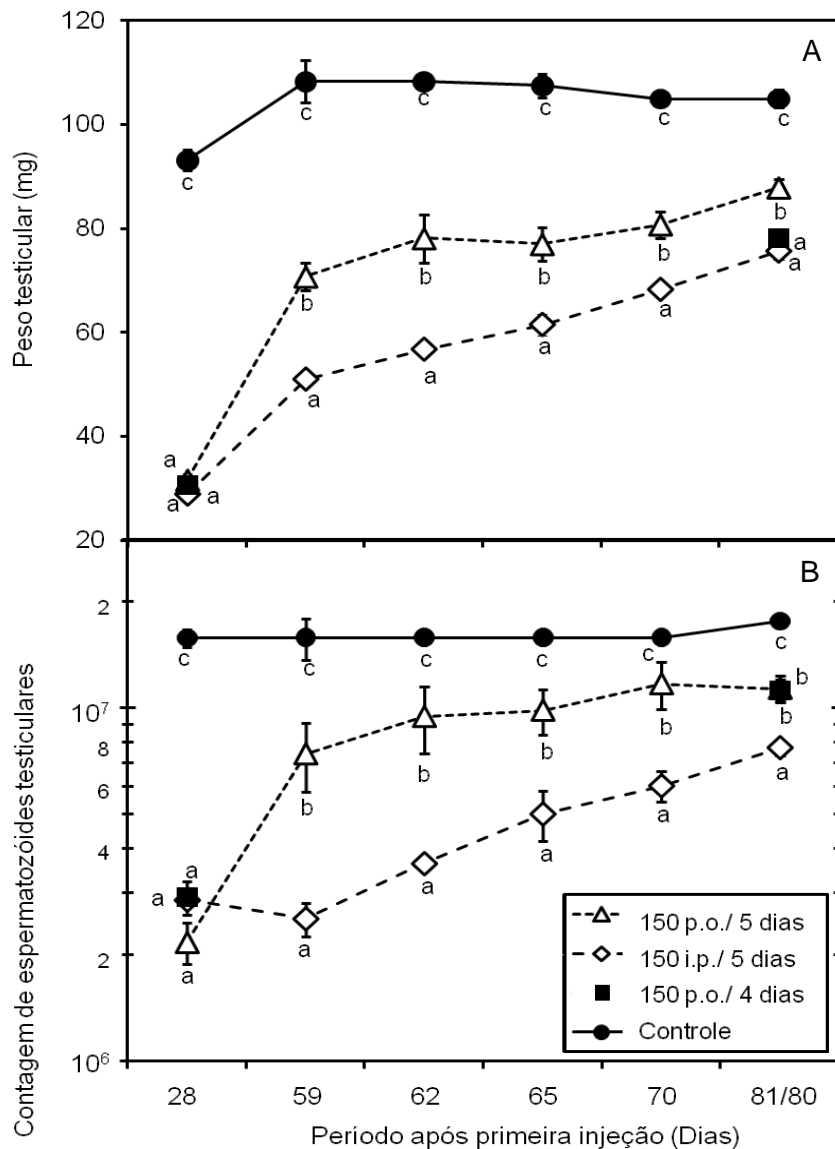 A
Peso testicular (mg)
120
100
80
60
40
20
c
c
c
c
c
c
b
b
b
b
b
a
a
a
a
a
a
a
a
a
B
Contagem de espermatozóides testiculares
2
10⁷
8
6
4
2
10⁶
c
c
c
c
c
c
b
b
b
b
b
b
a
a
a
a
a
a
a
a
150 p.o./ 5 dias
150 i.p./ 5 dias
150 p.o./ 4 dias
Controle
28
59
62
65
70
81/80
Período após primeira injeção (Dias)